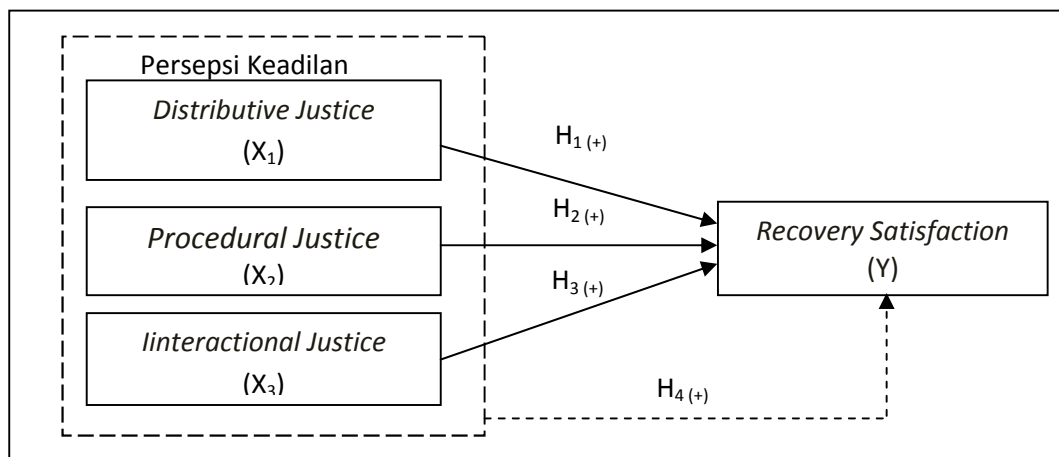 Persepsi Keadilan
Distributive Justice
(X₁)
H₁ (+)
Procedural Justice
(X₂)
H₂ (+)
Recovery Satisfaction
(Y)
Iinteractional Justice
(X₃)
H₃ (+)
H₄ (+)